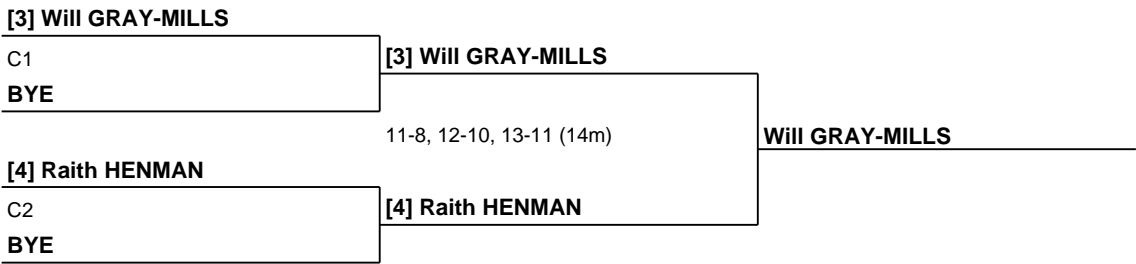 [3] Will GRAY-MILLS
C1
[3] Will GRAY-MILLS
BYE
11-8, 12-10, 13-11 (14m)
Will GRAY-MILLS
[4] Raith HENMAN
C2
[4] Raith HENMAN
BYE